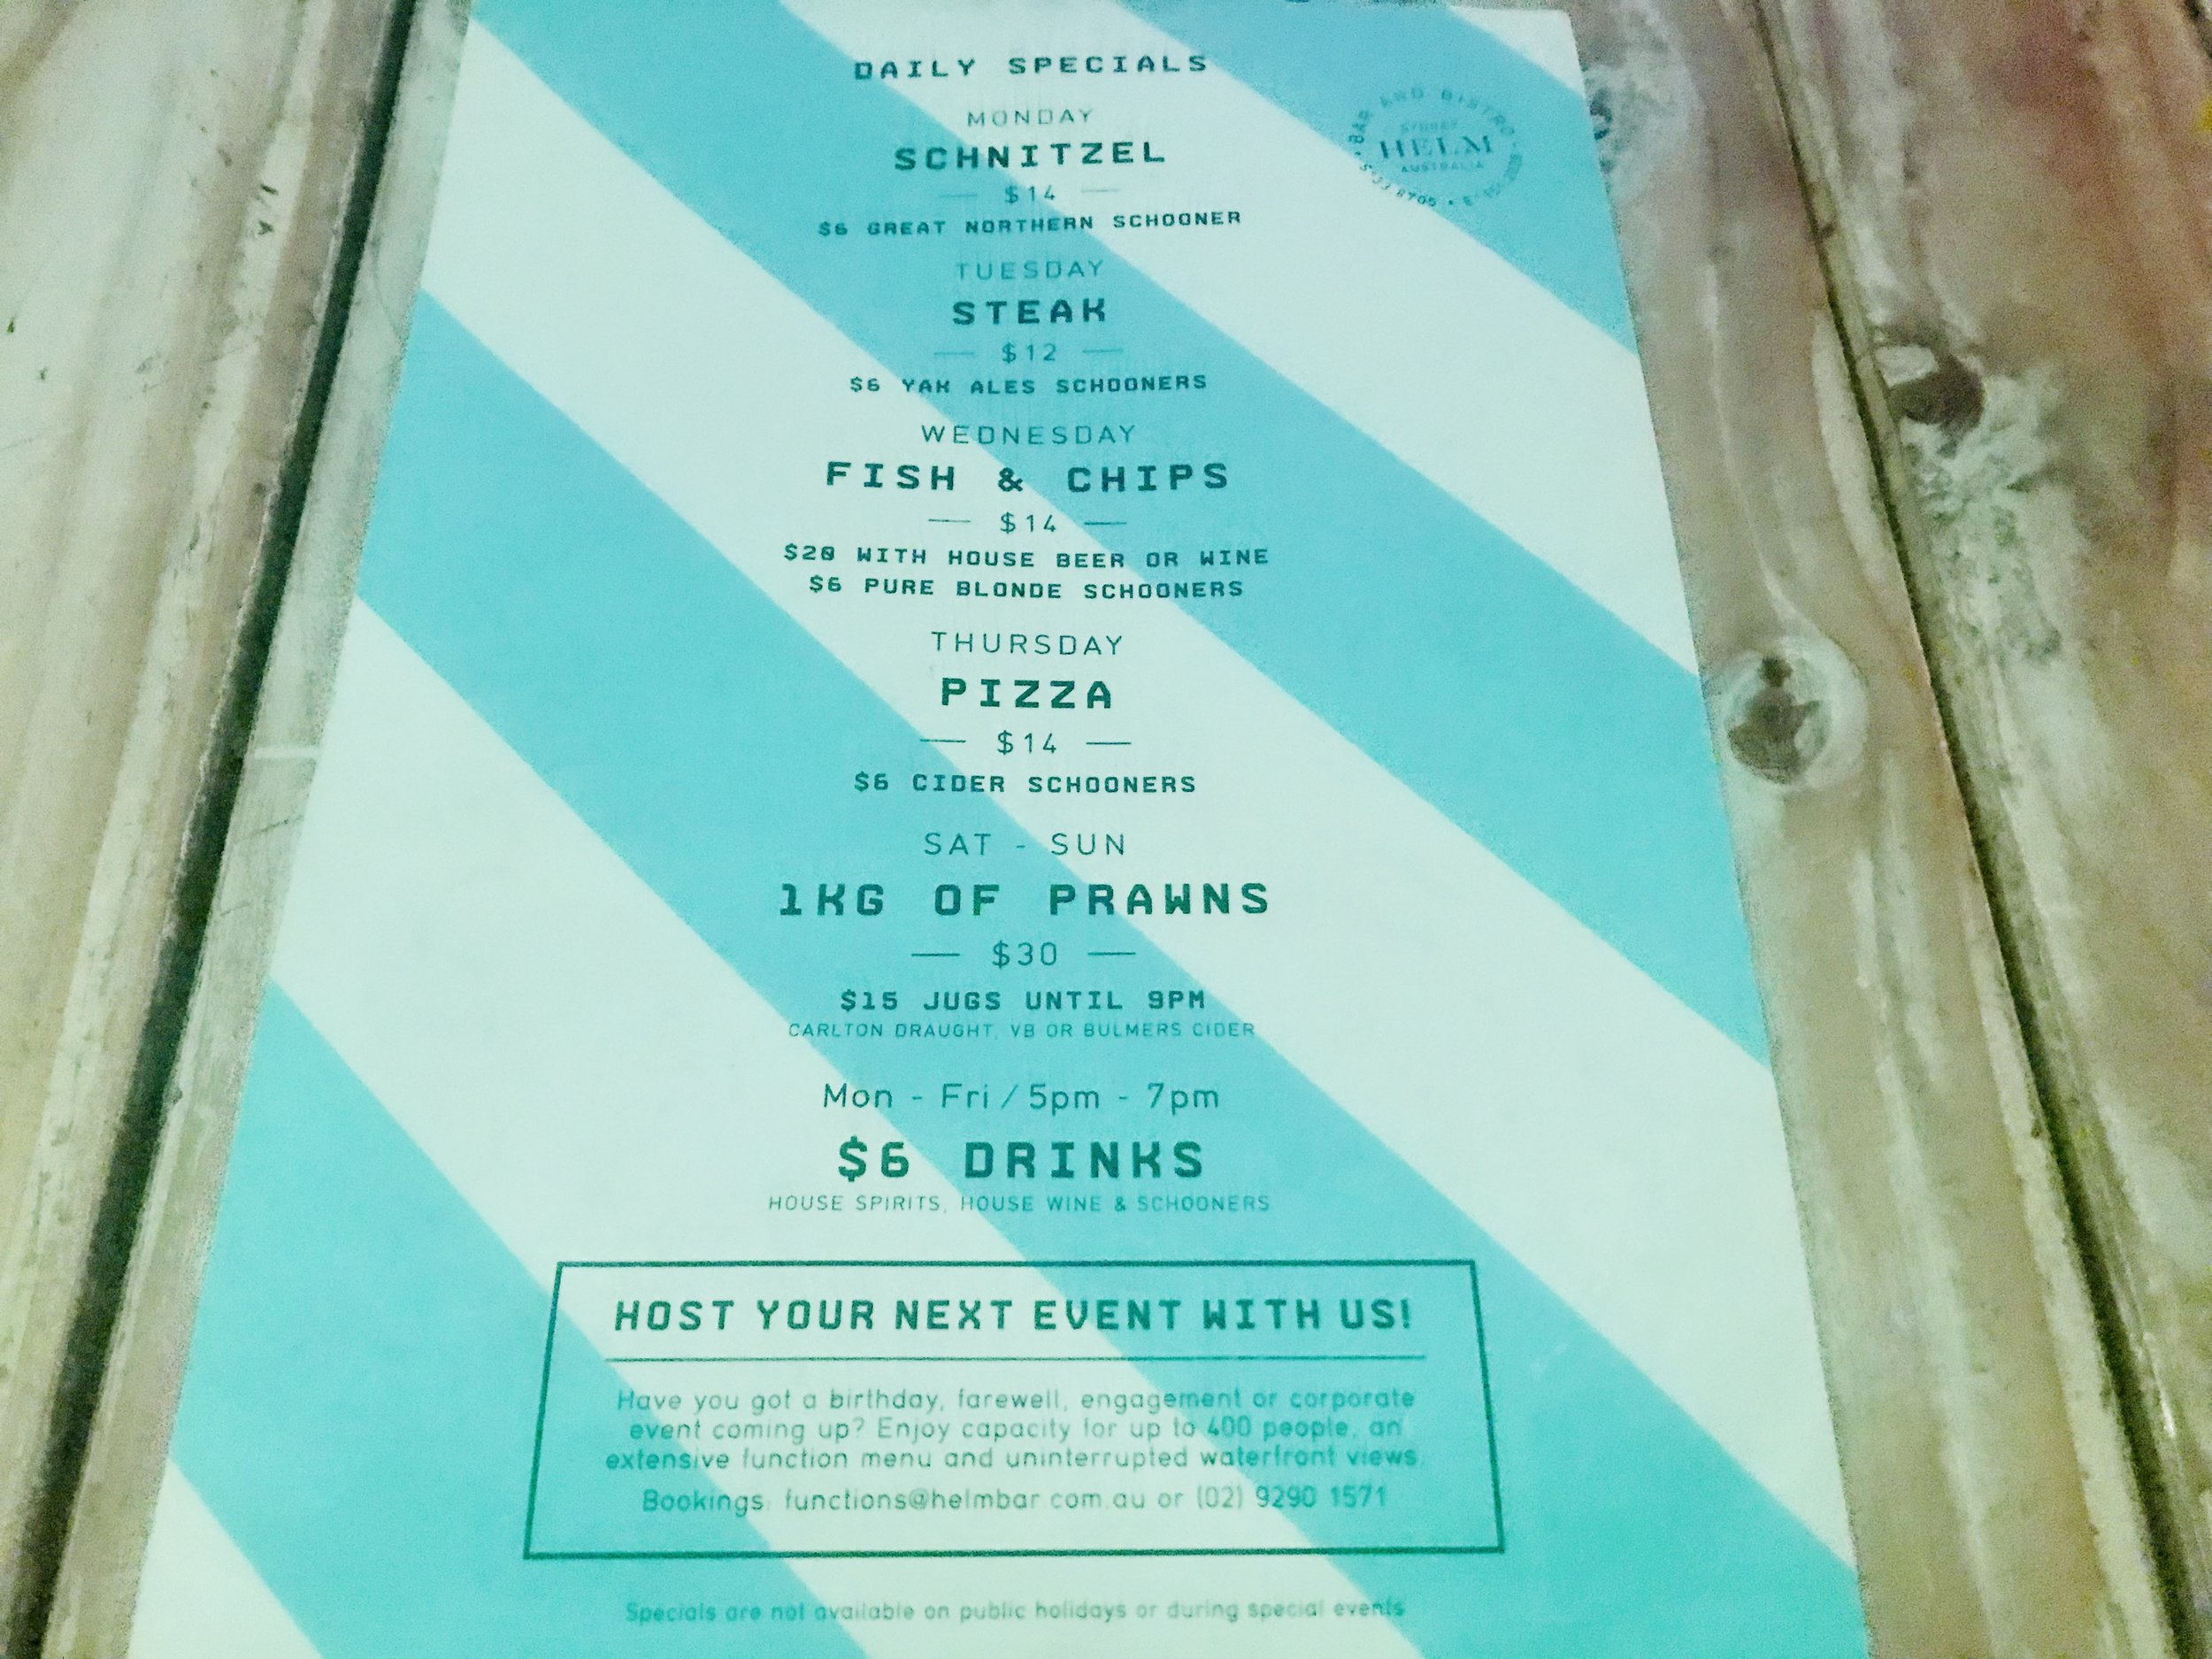 DAILY SPECIALS
BAR AND BISTRO
SYDNEY
HELM
AUSTRALIA
MONDAY
SCHNITZEL
$14
$6 GREAT NORTHERN SCHOONER
TUESDAY
STEAK
$12
$6 YAK ALES SCHOONERS
WEDNESDAY
FISH & CHIPS
$14
$20 WITH HOUSE BEER OR WINE
$6 PURE BLONDE SCHOONERS
THURSDAY
PIZZA
$14
$6 CIDER SCHOONERS
SAT - SUN
1KG OF PRAWNS
$30
$15 JUGS UNTIL 9PM
CARLTON DRAUGHT, VB OR BULMERS CIDER
Mon - Fri / 5pm - 7pm
$6 DRINKS
HOUSE SPIRITS, HOUSE WINE & SCHOONERS
HOST YOUR NEXT EVENT WITH US!
Have you got a birthday, farewell, engagement or corporate
event coming up? Enjoy capacity for up to 400 people, an
extensive function menu and uninterrupted waterfront views.
Bookings: functions@helmbar.com.au or (02) 9290 1571
Specials are not available on public holidays or during special events